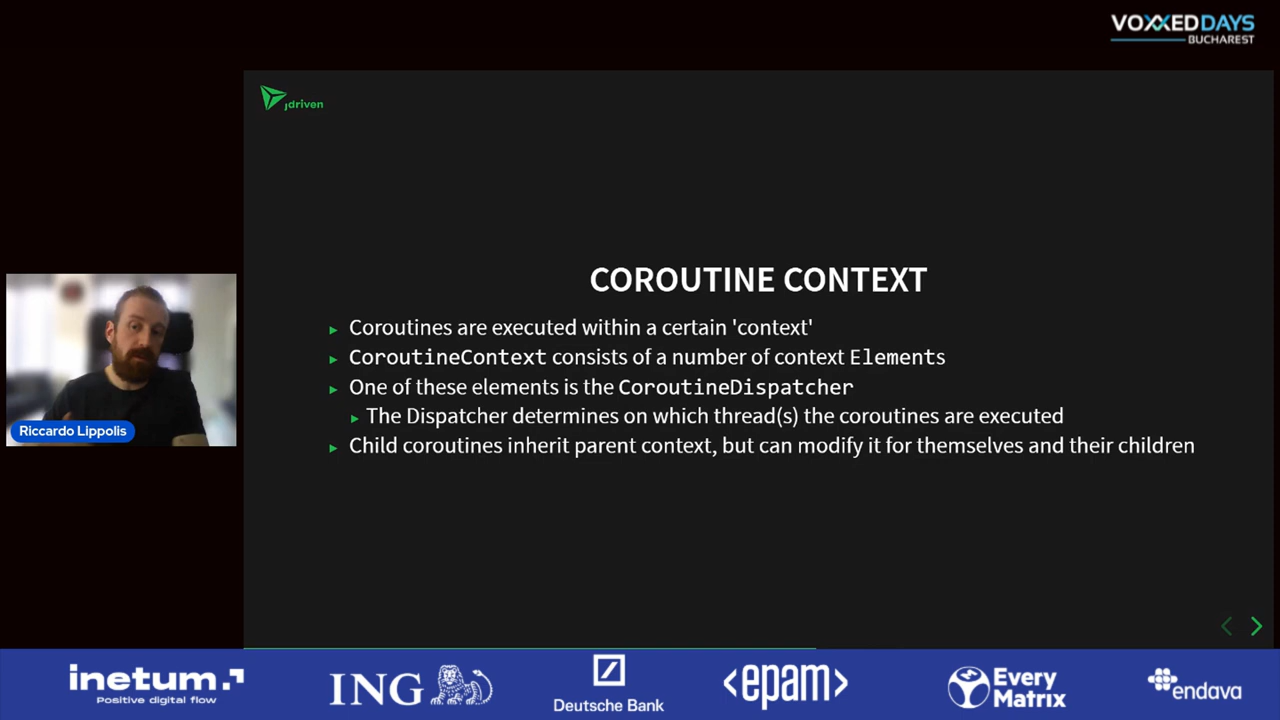 VOXXED DAYS
BUCHAREST
jdriven
COROUTINE CONTEXT
Coroutines are executed within a certain 'context'
CoroutineContext consists of a number of context Elements
One of these elements is the CoroutineDispatcher
The Dispatcher determines on which thread(s) the coroutines are executed
Child coroutines inherit parent context, but can modify it for themselves and their children
Riccardo Lippolis
inetum.
Positive digital flow
ING
Deutsche Bank
<epam>
Every
Matrix
endava